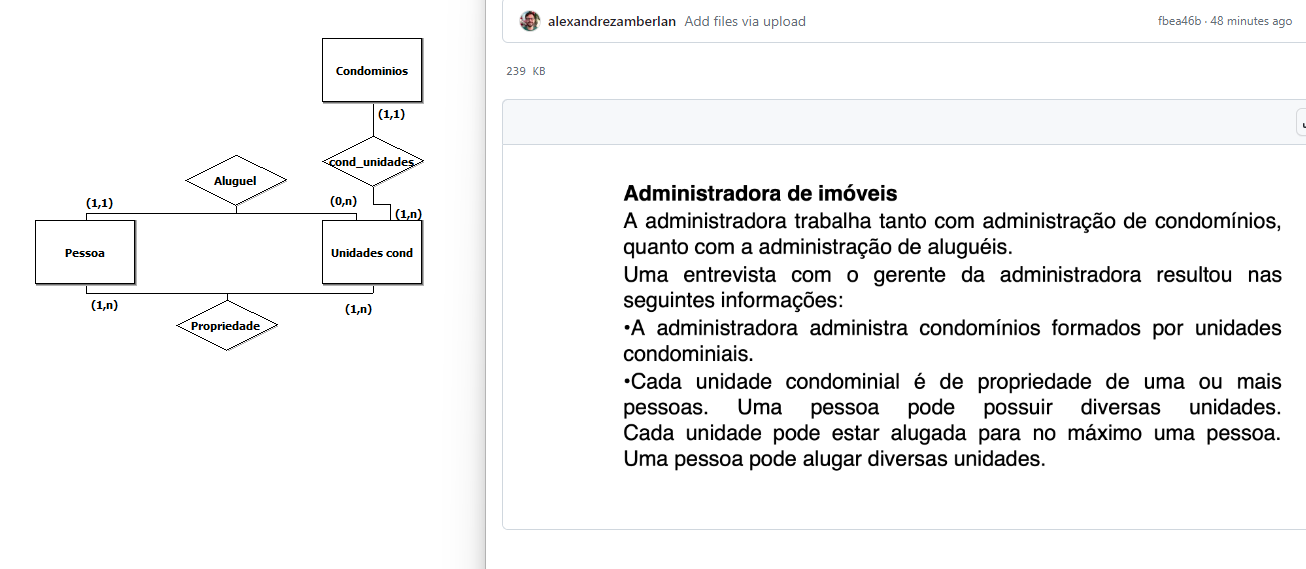 Condominios
(1,1)
cond_unidades
Aluguel
(1,1)
(0,n)
(1,n)
Pessoa
Unidades cond
(1,n)
(1,n)
Propriedade
alexandrezamberlan Add files via upload
fbea46b · 48 minutes ago
239 KB
Administradora de imóveis
A administradora trabalha tanto com administração de condomínios,
quanto com a administração de aluguéis.
Uma entrevista com o gerente da administradora resultou nas
seguintes informações:
•A administradora administra condomínios formados por unidades
condominiais.
•Cada unidade condominial é de propriedade de uma ou mais
pessoas. Uma pessoa pode possuir diversas unidades.
Cada unidade pode estar alugada para no máximo uma pessoa.
Uma pessoa pode alugar diversas unidades.